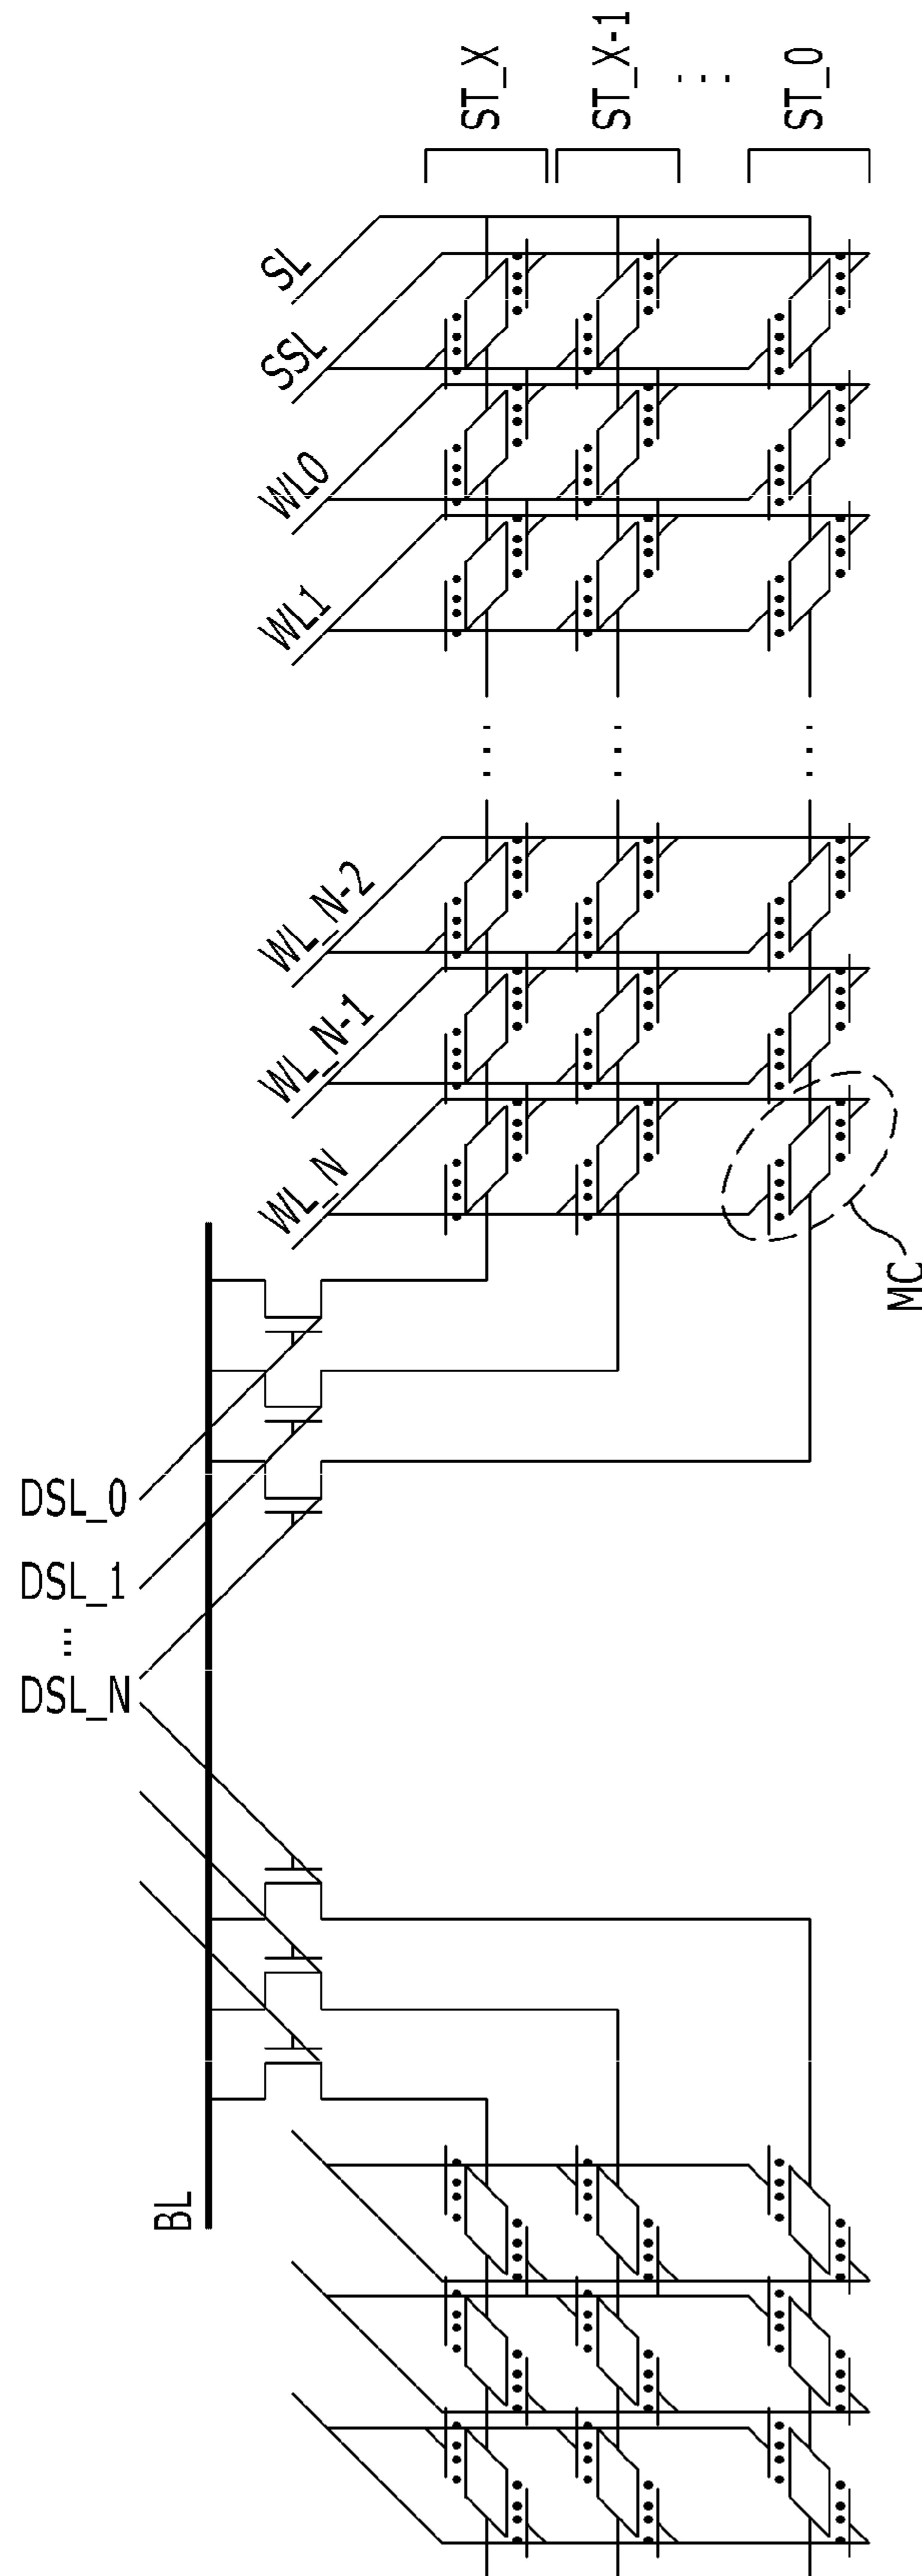 ST_X
ST_X-1
...
ST_0
SL
SSL
WL0
WL1
...
...
...
WL_N-2
WL_N-1
WL_N
MC
DSL_0
DSL_1
...
DSL_N
BL